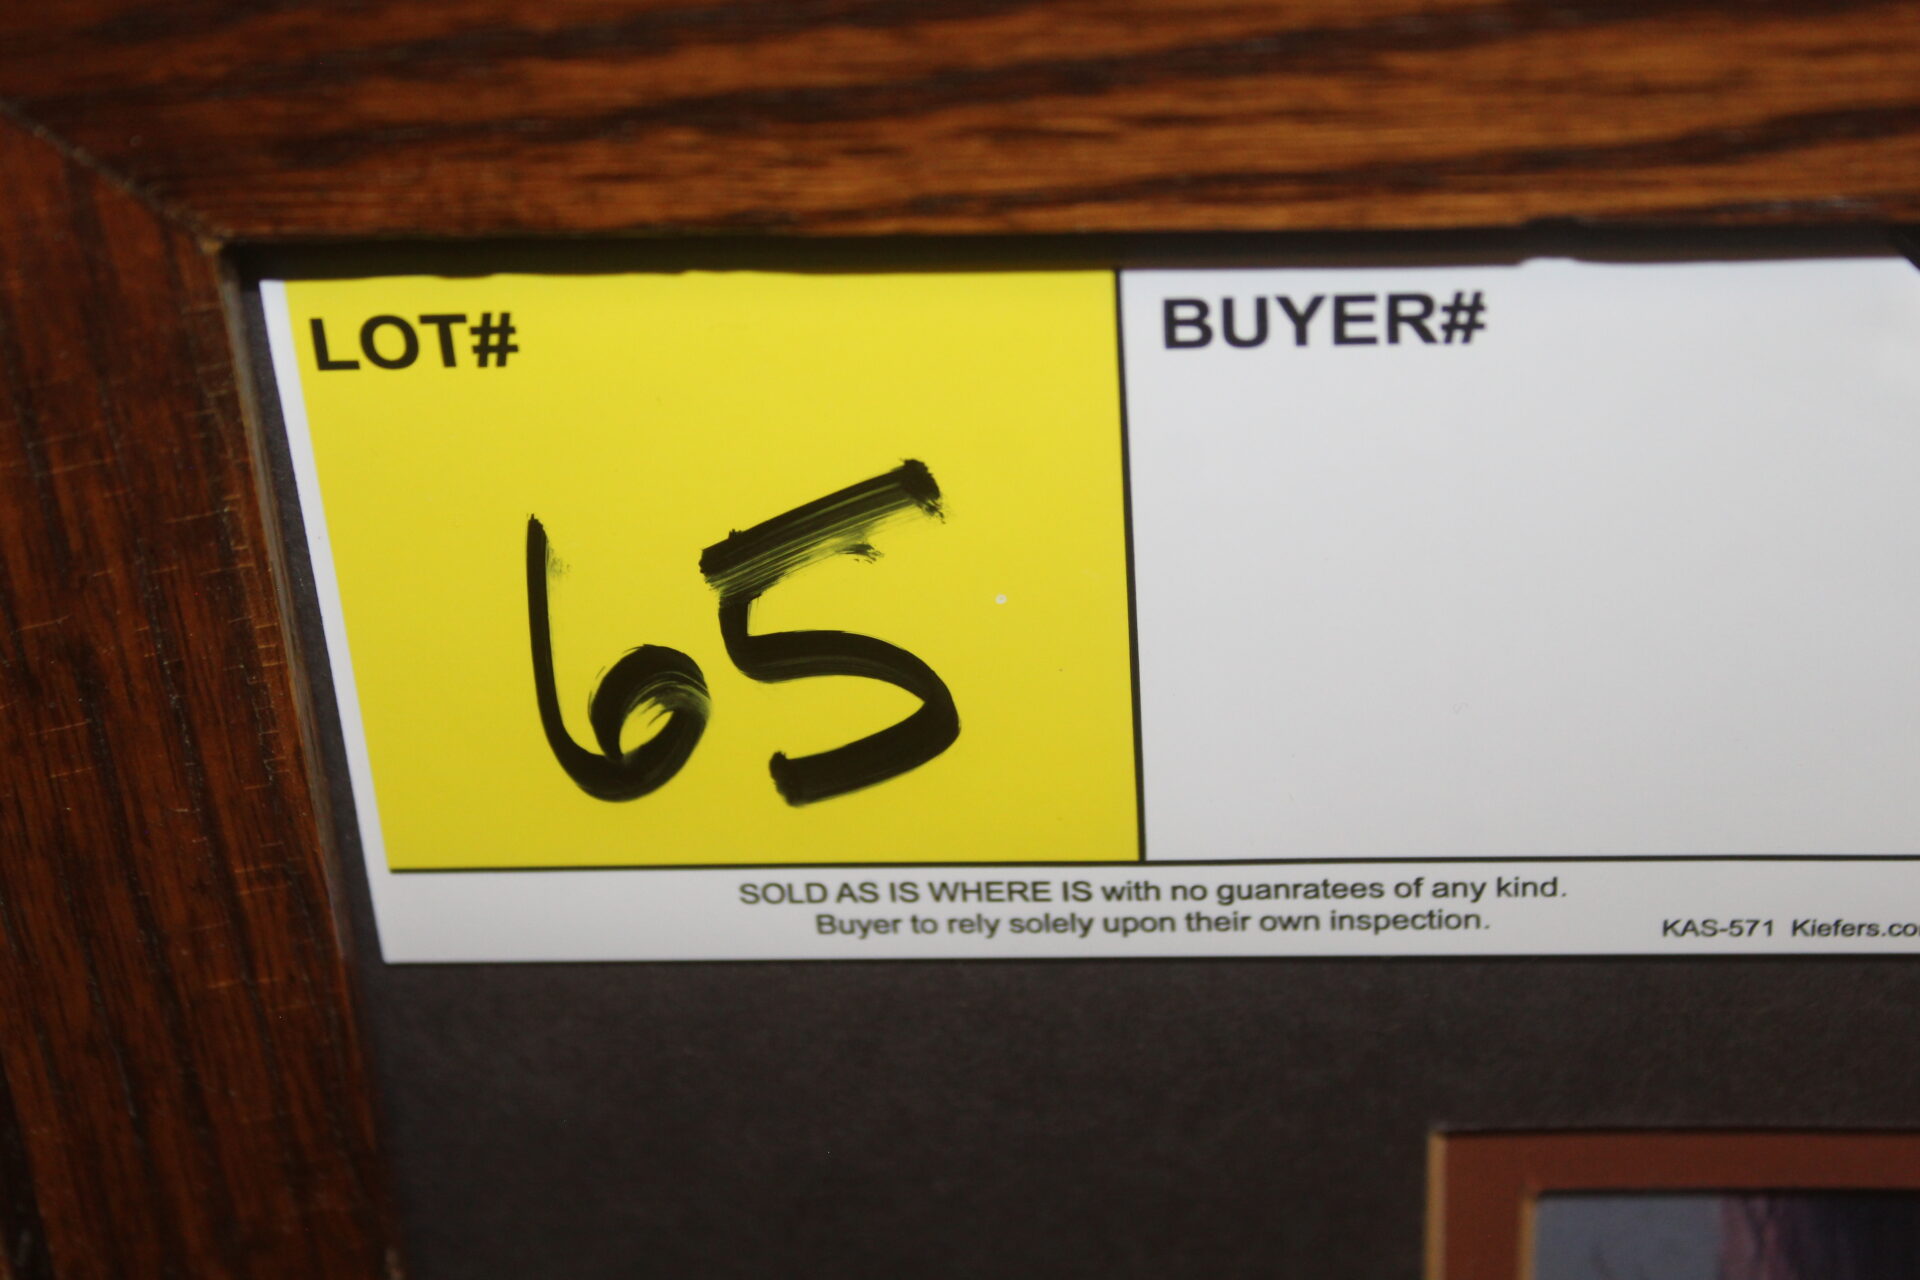 LOT# BUYER#
65
SOLD AS IS WHERE IS with no guanratees of any kind.
Buyer to rely solely upon their own inspection.
KAS-571 Kiefers.co